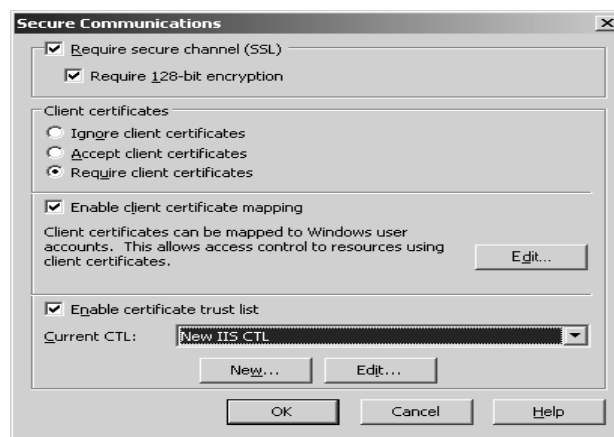 Secure Communications
Require secure channel (SSL)
Require 128-bit encryption
Client certificates
Ignore client certificates
Accept client certificates
Require client certificates
Enable client certificate mapping
Client certificates can be mapped to Windows user
accounts. This allows access control to resources using
client certificates.
Edit...
Enable certificate trust list
Current CTL:
New IIS CTL
New...
Edit...
OK
Cancel
Help